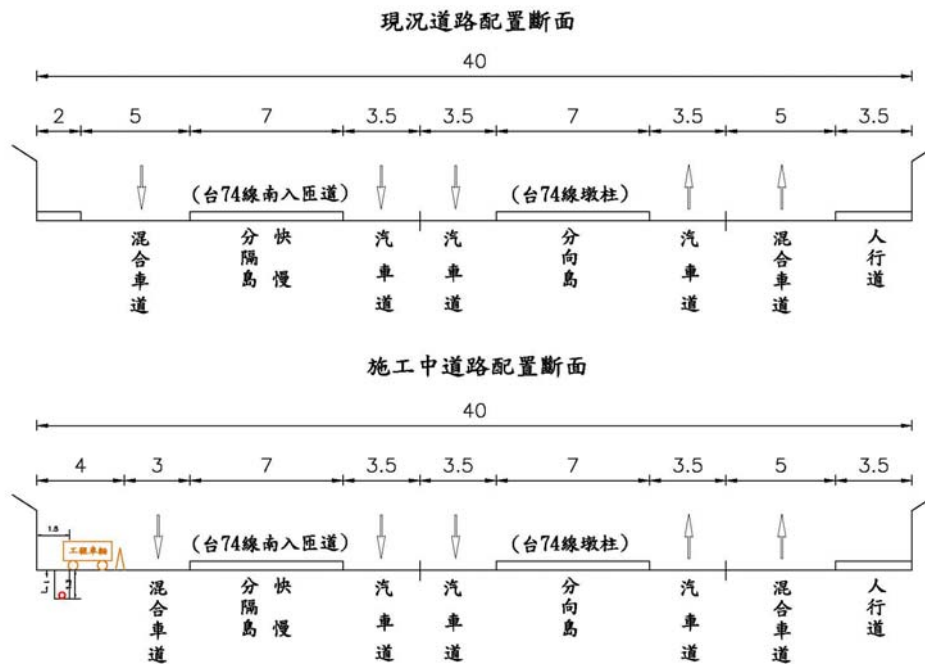 現況道路配置斷面
40
2 5 7 3.5 3.5 7 3.5 5 3.5
(台74線南入匝道) (台74線墩柱)
混合車道 快慢分隔島 汽車道 汽車道 分向島 汽車道 混合車道 人行道
施工中道路配置斷面
40
4 3 7 3.5 3.5 7 3.5 5 3.5
1.5
(台74線南入匝道) (台74線墩柱)
工程車輛
混合車道 快慢分隔島 汽車道 汽車道 分向島 汽車道 混合車道 人行道